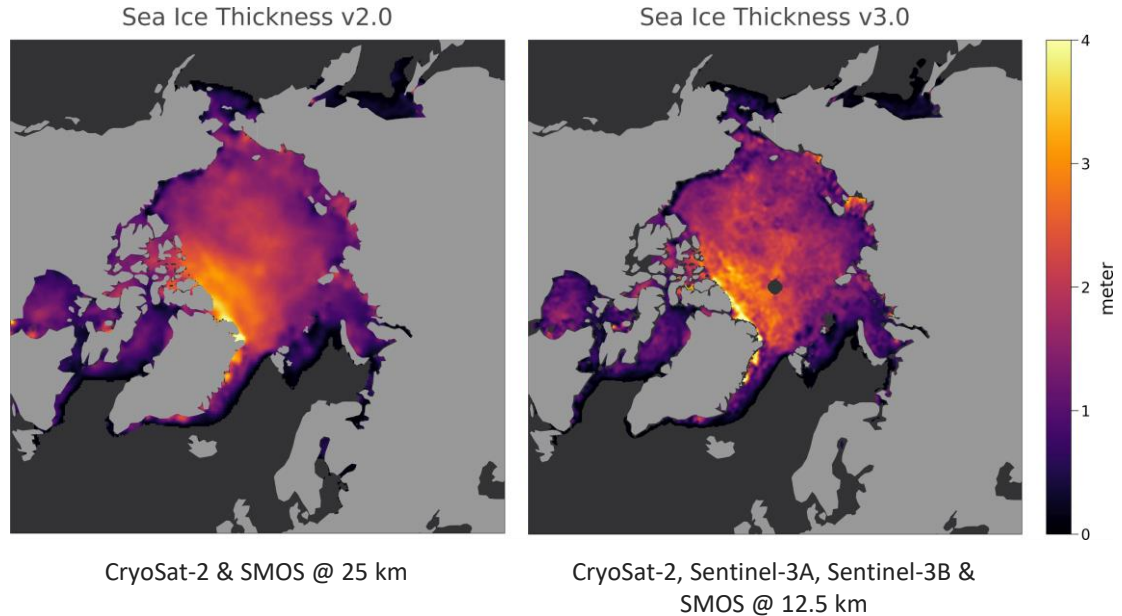 Sea Ice Thickness v2.0
Sea Ice Thickness v3.0
4
3
2
1
0
meter
CryoSat-2 & SMOS @ 25 km
CryoSat-2, Sentinel-3A, Sentinel-3B &
SMOS @ 12.5 km